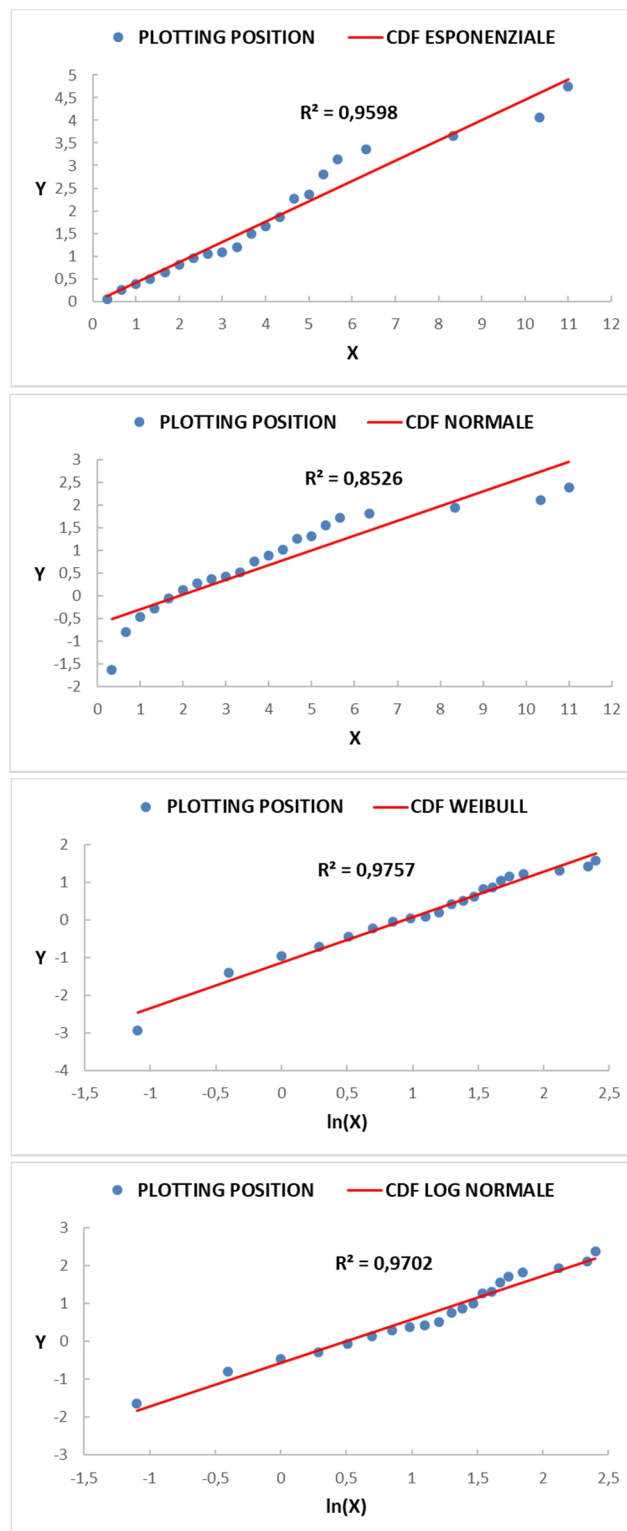 PLOTTING POSITION CDF ESPONENZIALE
5
4,5
4
3,5
3
2,5
2
1,5
1
0,5
0
R² = 0,9598
Y
0 1 2 3 4 5 6 7 8 9 10 11 12
X
PLOTTING POSITION CDF NORMALE
3
2,5
2
1,5
1
0,5
0
-0,5
-1
-1,5
-2
R² = 0,8526
Y
0 1 2 3 4 5 6 7 8 9 10 11 12
X
PLOTTING POSITION CDF WEIBULL
2
1
0
-1
-2
-3
-4
R² = 0,9757
Y
-1,5 -1 -0,5 0 0,5 1 1,5 2 2,5
ln(X)
PLOTTING POSITION CDF LOG NORMALE
3
2
1
0
-1
-2
-3
R² = 0,9702
Y
-1,5 -1 -0,5 0 0,5 1 1,5 2 2,5
ln(X)